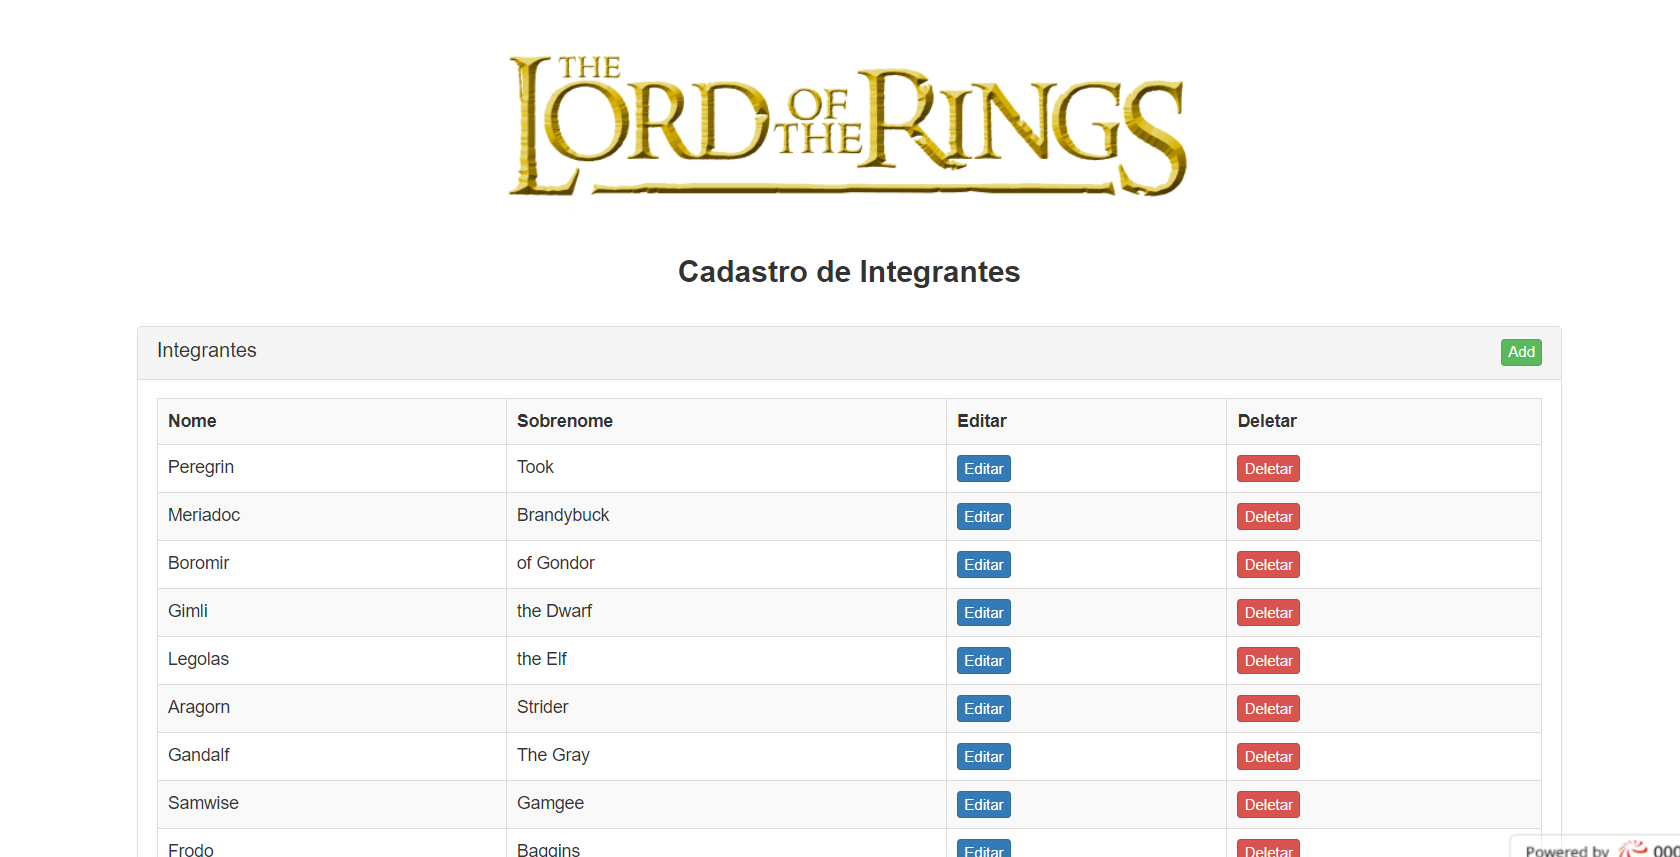 THE LORD OF THE RINGS
Cadastro de Integrantes
Integrantes Add
Nome Sobrenome Editar Deletar
Peregrin Took Editar Deletar
Meriadoc Brandybuck Editar Deletar
Boromir of Gondor Editar Deletar
Gimli the Dwarf Editar Deletar
Legolas the Elf Editar Deletar
Aragorn Strider Editar Deletar
Gandalf The Gray Editar Deletar
Samwise Gamgee Editar Deletar
Frodo Baggins Editar Deletar
Powered by 000